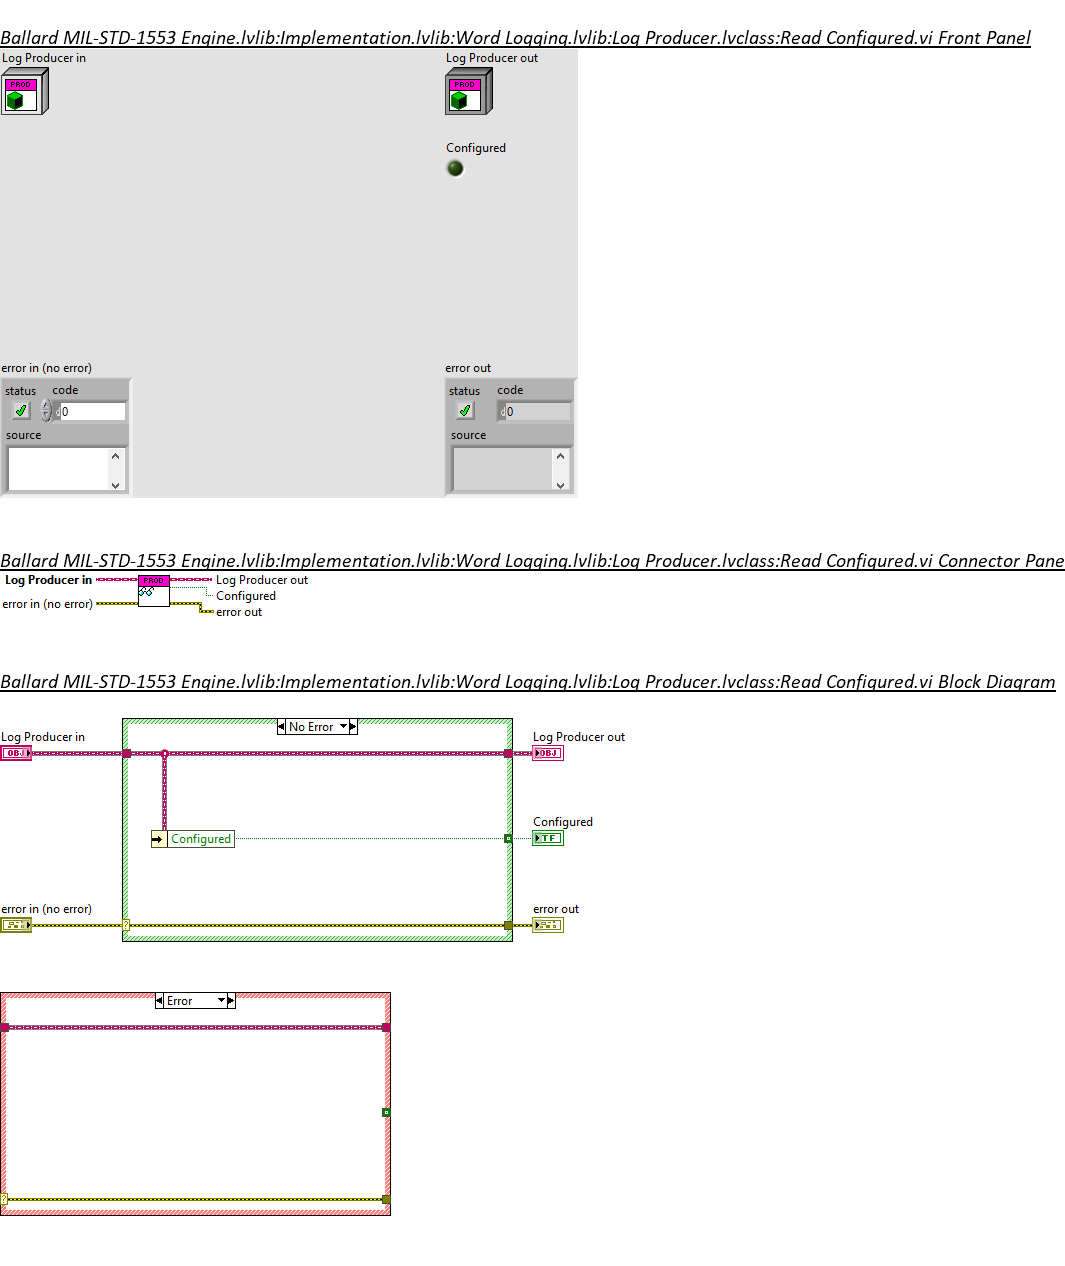 Ballard MIL-STD-1553 Engine.lvlib:Implementation.lvlib:Word Logging.lvlib:Log Producer.lvclass:Read Configured.vi Front Panel
Log Producer in
Log Producer out
PROD
PROD
Configured
error in (no error)
error out
status code
status code
d 0
d 0
source
source
Ballard MIL-STD-1553 Engine.lvlib:Implementation.lvlib:Word Logging.lvlib:Log Producer.lvclass:Read Configured.vi Connector Pane
Log Producer in PROD Log Producer out
Configured
error in (no error)
error out
Ballard MIL-STD-1553 Engine.lvlib:Implementation.lvlib:Word Logging.lvlib:Log Producer.lvclass:Read Configured.vi Block Diagram
No Error
Log Producer in
Log Producer out
OBJ
OBJ
Configured
Configured
TF
error in (no error)
error out
?
Error
?